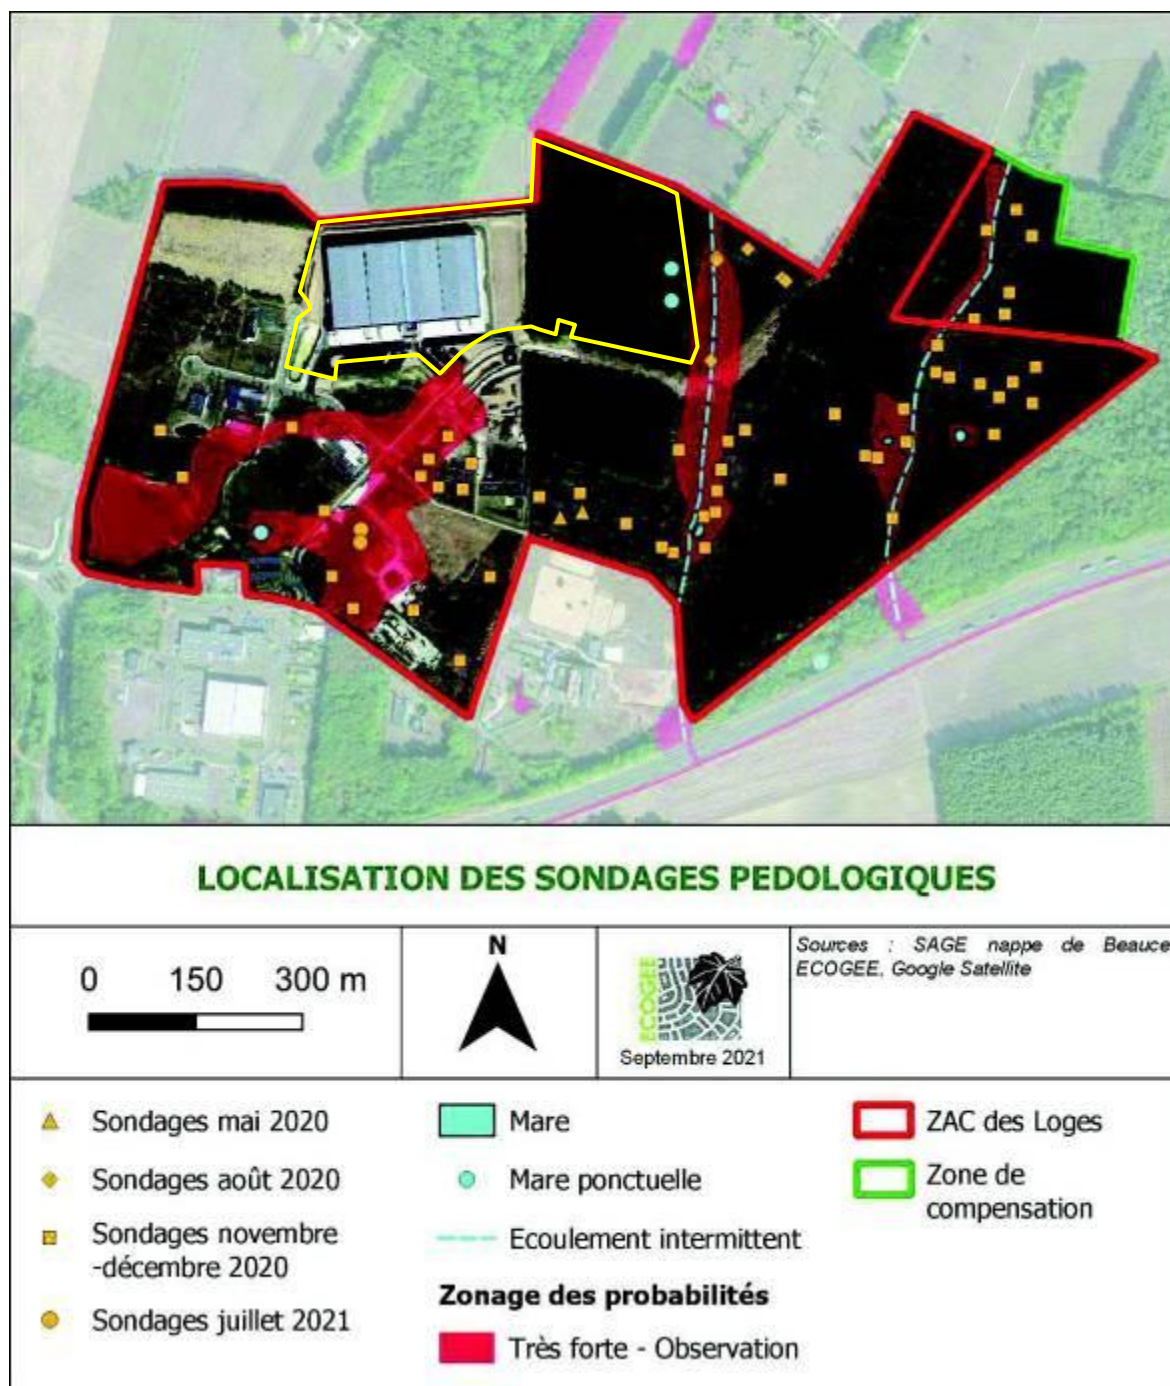 LOCALISATION DES SONDAGES PEDOLOGIQUES
0 150 300 m
N
ECOGEE
Septembre 2021
Sources : SAGE nappe de Beauce
ECOGEE, Google Satellite
Sondages mai 2020
Sondages août 2020
Sondages novembre
-décembre 2020
Sondages juillet 2021
Mare
Mare ponctuelle
Ecoulement intermittent
Zonage des probabilités
Très forte - Observation
ZAC des Loges
Zone de
compensation